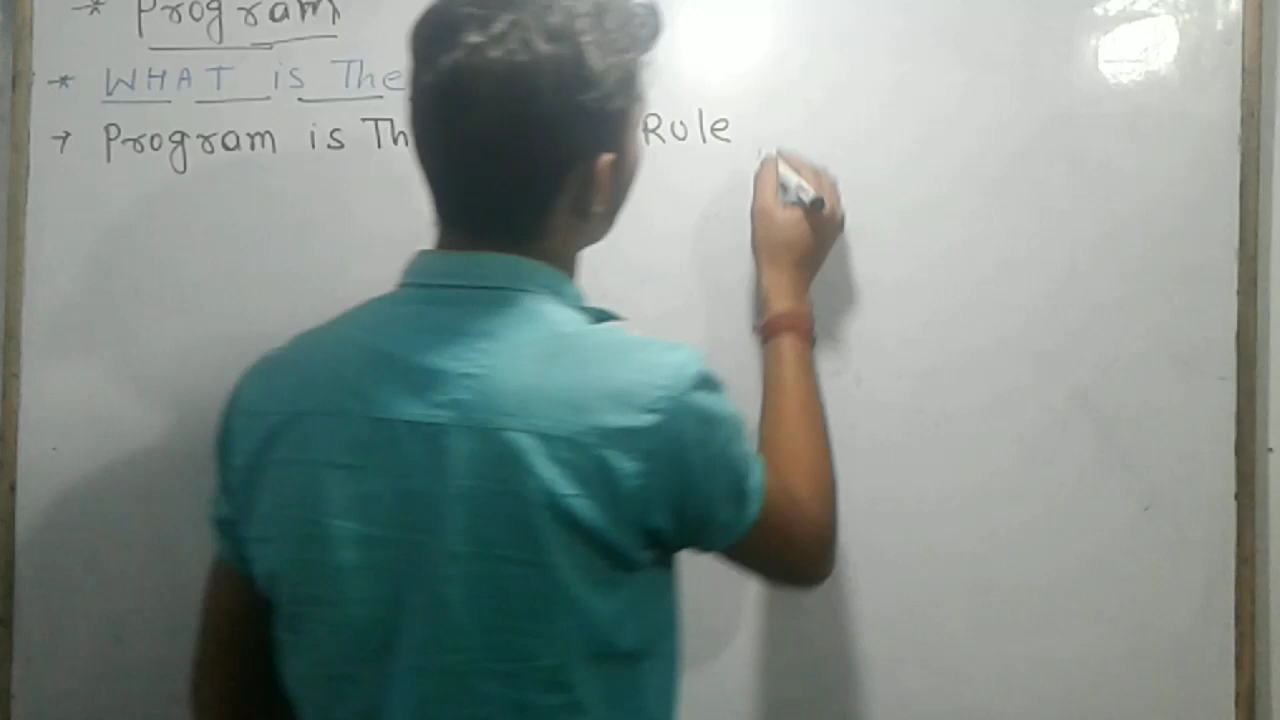 * Program
* WHAT is The
→ Program is Th Rule